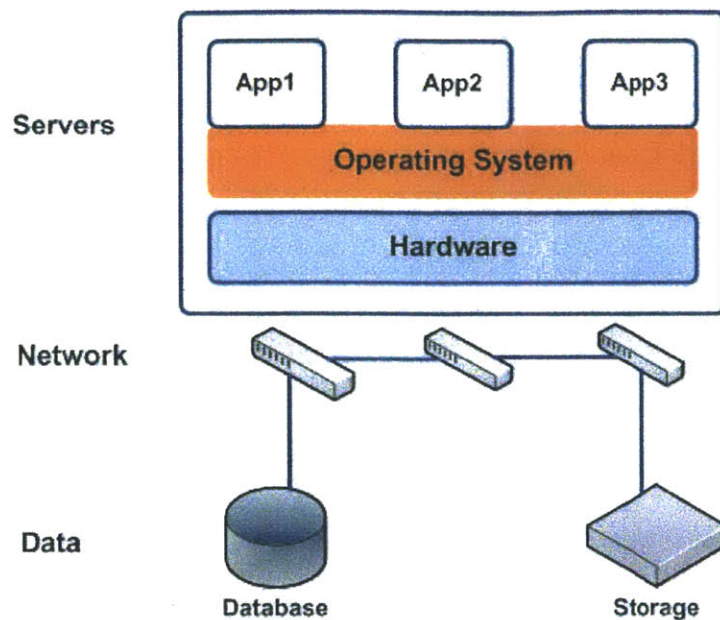 App1
App2
App3
Servers
Operating System
Hardware
Network
Data
Database
Storage